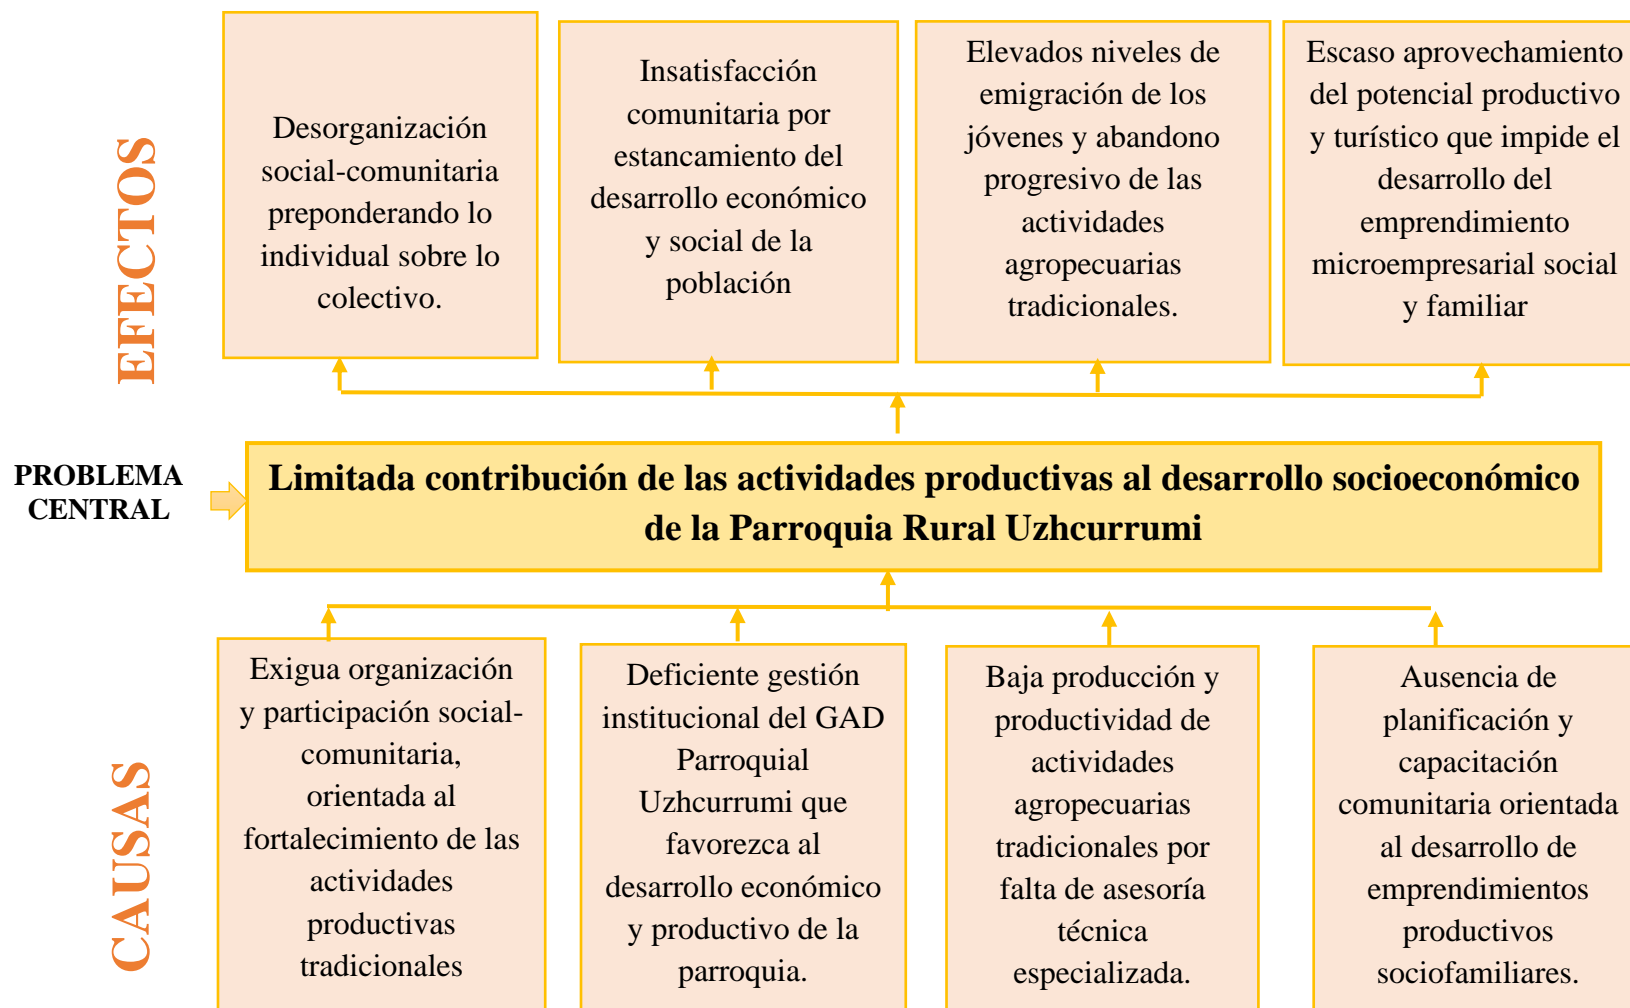 EFECTOS
Desorganización
social-comunitaria
preponderando lo
individual sobre lo
colectivo.
Insatisfacción
comunitaria por
estancamiento del
desarrollo económico
y social de la
población
Elevados niveles de
emigración de los
jóvenes y abandono
progresivo de las
actividades
agropecuarias
tradicionales.
Escaso aprovechamiento
del potencial productivo
y turístico que impide el
desarrollo del
emprendimiento
microempresarial social
y familiar
PROBLEMA
CENTRAL
Limitada contribución de las actividades productivas al desarrollo socioeconómico
de la Parroquia Rural Uzhcurrumi
CAUSAS
Exigua organización
y participación social-
comunitaria,
orientada al
fortalecimiento de las
actividades
productivas
tradicionales
Deficiente gestión
institucional del GAD
Parroquial
Uzhcurrumi que
favorezca al
desarrollo económico
y productivo de la
parroquia.
Baja producción y
productividad de
actividades
agropecuarias
tradicionales por
falta de asesoría
técnica
especializada.
Ausencia de
planificación y
capacitación
comunitaria orientada
al desarrollo de
emprendimientos
productivos
sociofamiliares.